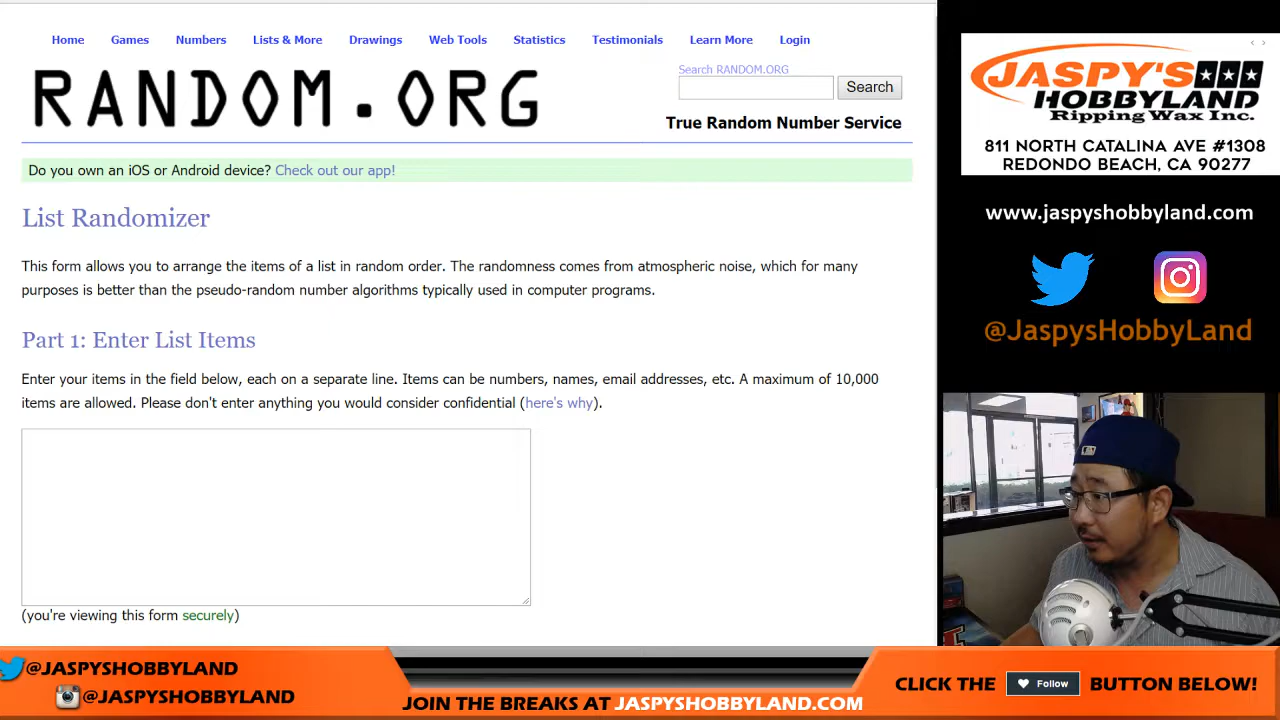 Home Games Numbers Lists & More Drawings Web Tools Statistics Testimonials Learn More Login
RANDOM.ORG
Search RANDOM.ORG
Search
True Random Number Service
Do you own an iOS or Android device? Check out our app!
List Randomizer
This form allows you to arrange the items of a list in random order. The randomness comes from atmospheric noise, which for many
purposes is better than the pseudo-random number algorithms typically used in computer programs.
Part 1: Enter List Items
Enter your items in the field below, each on a separate line. Items can be numbers, names, email addresses, etc. A maximum of 10,000
items are allowed. Please don't enter anything you would consider confidential (here's why).
(you're viewing this form securely)
JASPY'S
HOBBYLAND
Ripping Wax Inc.
811 NORTH CATALINA AVE #1308
REDONDO BEACH, CA 90277
www.jaspyshobbyland.com
@JaspysHobbyLand
@JASPYSHOBBYLAND
@JASPYSHOBBYLAND
JOIN THE BREAKS AT JASPYSHOBBYLAND.COM
CLICK THE Follow BUTTON BELOW!